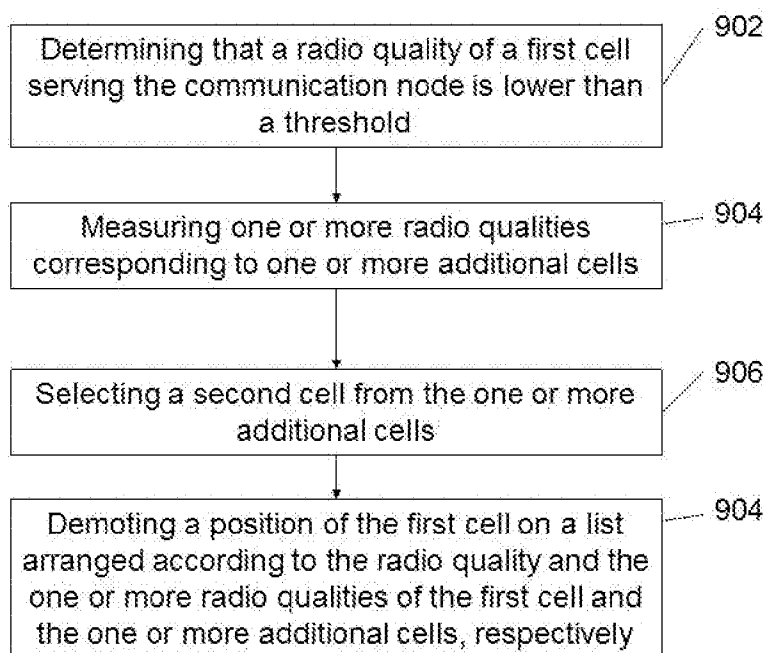 902
Determining that a radio quality of a first cell
serving the communication node is lower than
a threshold
904
Measuring one or more radio qualities
corresponding to one or more additional cells
906
Selecting a second cell from the one or more
additional cells
904
Demoting a position of the first cell on a list
arranged according to the radio quality and the
one or more radio qualities of the first cell and
the one or more additional cells, respectively